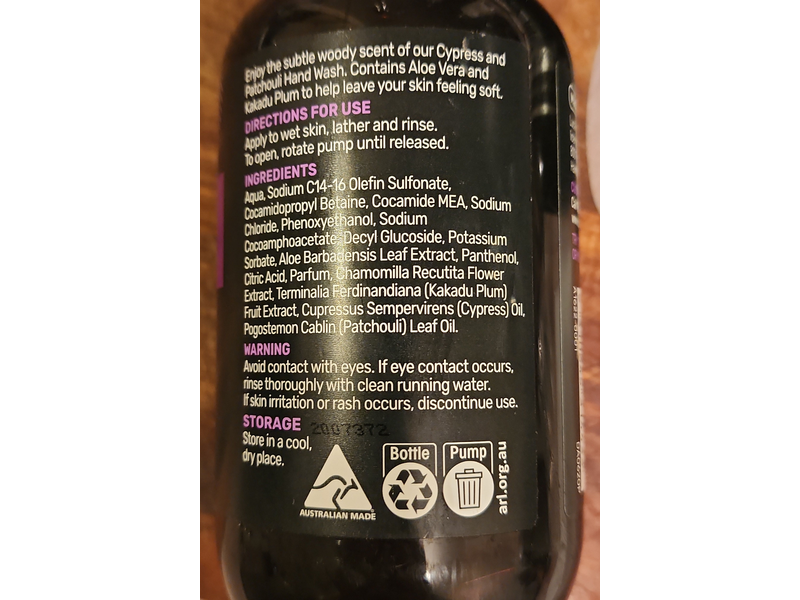 Enjoy the subtle woody scent of our Cypress and
Patchouli Hand Wash. Contains Aloe Vera and
Kakadu Plum to help leave your skin feeling soft.
DIRECTIONS FOR USE
Apply to wet skin, lather and rinse.
To open, rotate pump until released.
INGREDIENTS
Aqua, Sodium C14-16 Olefin Sulfonate,
Cocamidopropyl Betaine, Cocamide MEA, Sodium
Chloride, Phenoxyethanol, Sodium
Cocoamphoacetate, Decyl Glucoside, Potassium
Sorbate, Aloe Barbadensis Leaf Extract, Panthenol,
Citric Acid, Parfum, Chamomilla Recutita Flower
Extract, Terminalia Ferdinandiana (Kakadu Plum)
Fruit Extract, Cupressus Sempervirens (Cypress) Oil,
Pogostemon Cablin (Patchouli) Leaf Oil.
WARNING
Avoid contact with eyes. If eye contact occurs,
rinse thoroughly with clean running water.
If skin irritation or rash occurs, discontinue use.
STORAGE
2007372
Store in a cool,
dry place.
AUSTRALIAN MADE
Bottle
Pump
arl.org.au